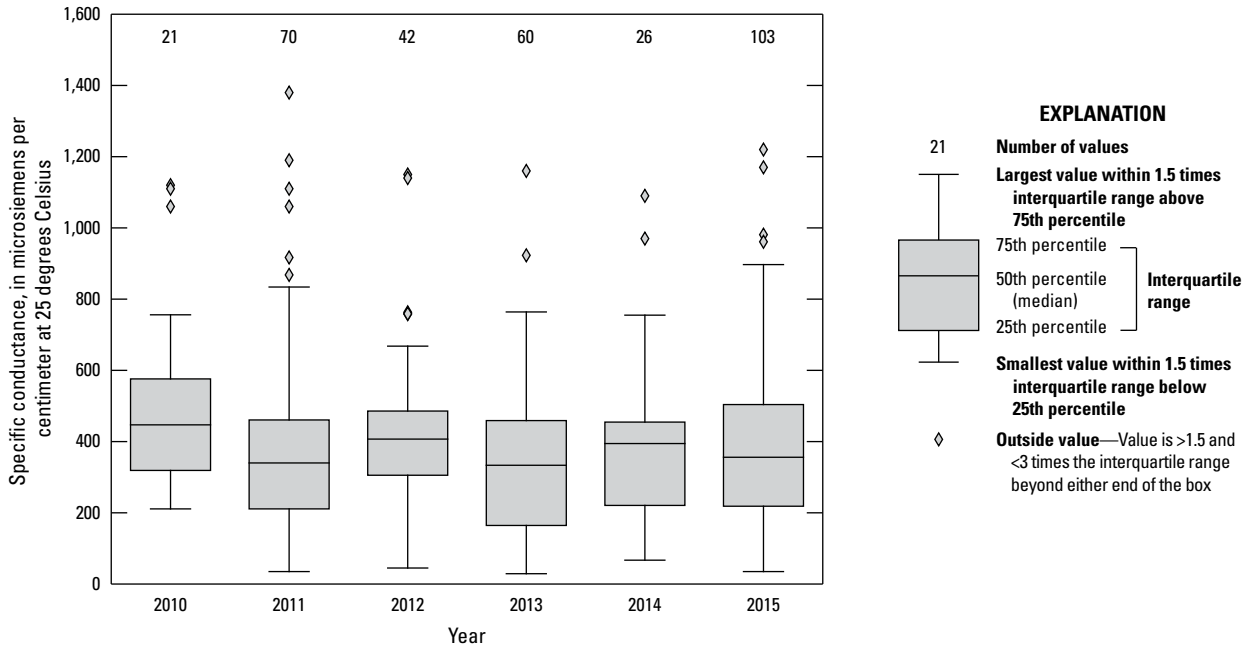 Specific conductance, in microsiemens per
centimeter at 25 degrees Celsius
1,600
1,400
1,200
1,000
800
600
400
200
0
21 70 42 60 26 103
2010 2011 2012 2013 2014 2015
Year
EXPLANATION
21 Number of values
Largest value within 1.5 times
interquartile range above
75th percentile
75th percentile
50th percentile
(median)
25th percentile
Interquartile
range
Smallest value within 1.5 times
interquartile range below
25th percentile
Outside value—Value is >1.5 and
<3 times the interquartile range
beyond either end of the box